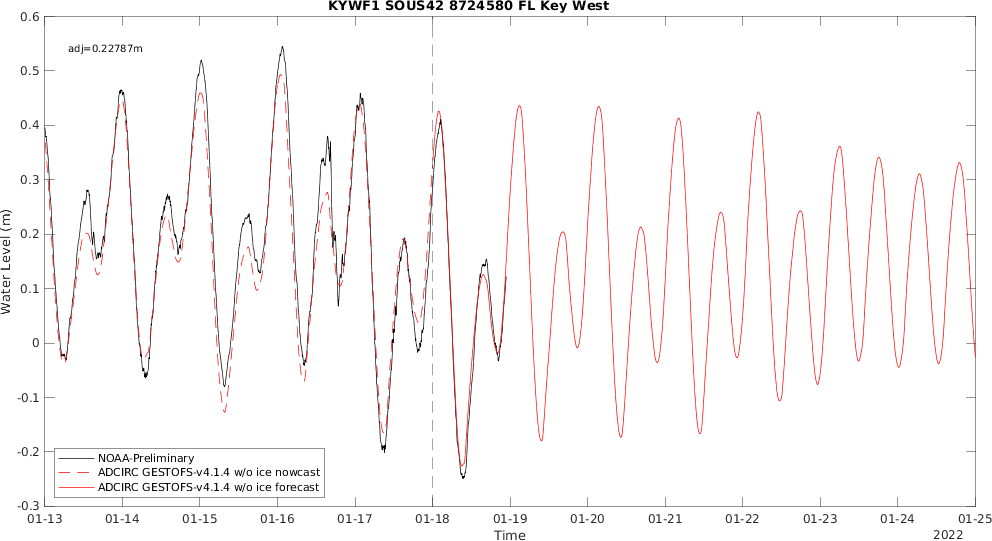 KYWF1 SOUS42 8724580 FL Key West
adj=0.22787m
Water Level (m)
0.6
0.5
0.4
0.3
0.2
0.1
0
-0.1
-0.2
-0.3
NOAA-Preliminary
ADCIRC GESTOFS-v4.1.4 w/o ice nowcast
ADCIRC GESTOFS-v4.1.4 w/o ice forecast
01-13 01-14 01-15 01-16 01-17 01-18 01-19 01-20 01-21 01-22 01-23 01-24 01-25
Time
2022